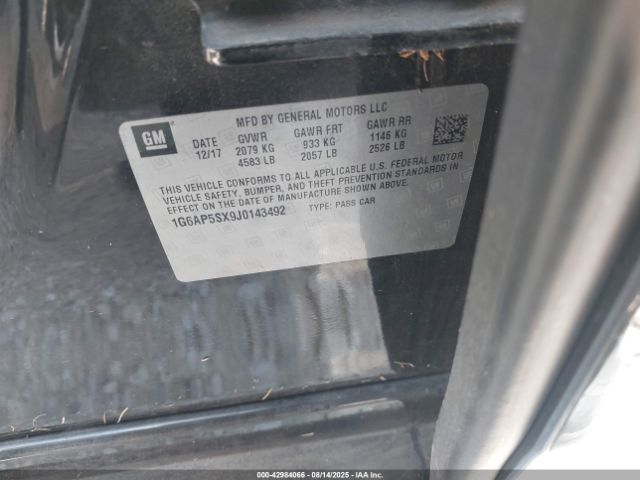 MFD BY GENERAL MOTORS LLC
GM
DATE GVWR GAWR FRT GAWR RR
12/17 2079 KG 933 KG 1146 KG
4583 LB 2057 LB 2526 LB
THIS VEHICLE CONFORMS TO ALL APPLICABLE U.S. FEDERAL MOTOR
VEHICLE SAFETY, BUMPER, AND THEFT PREVENTION STANDARDS IN
EFFECT ON THE DATE OF MANUFACTURE SHOWN ABOVE.
1G6AP5SX9J0143492 TYPE: PASS CAR
000-42984066 - 08/14/2025 - IAA Inc.